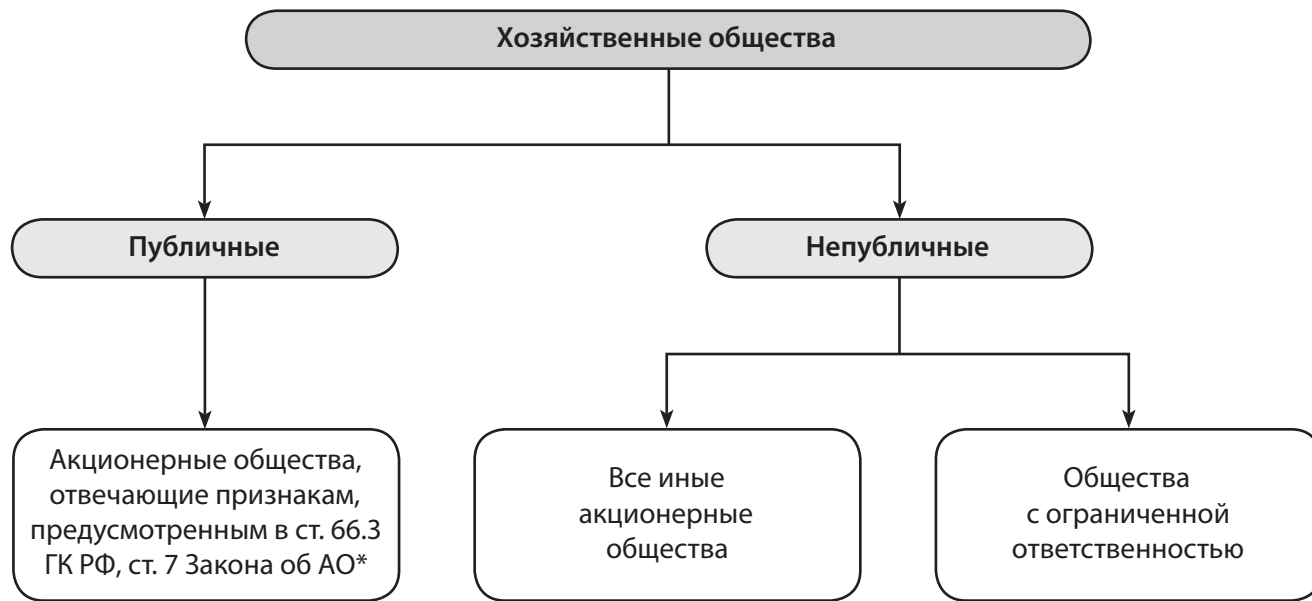 Хозяйственные общества
Публичные
Непубличные
Акционерные общества,
отвечающие признакам,
предусмотренным в ст. 66.3
ГК РФ, ст. 7 Закона об АО*
Все иные
акционерные
общества
Общества
с ограниченной
ответственностью